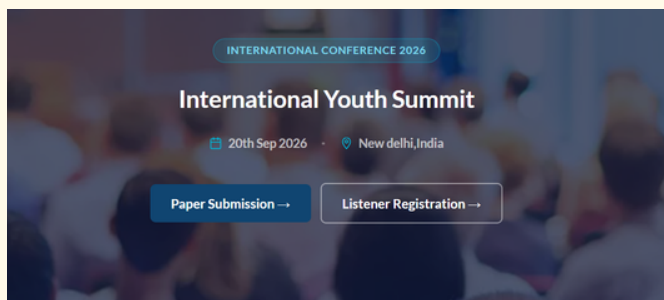 INTERNATIONAL CONFERENCE 2026
International Youth Summit
20th Sep 2026 • New delhi,India
Paper Submission → Listener Registration →